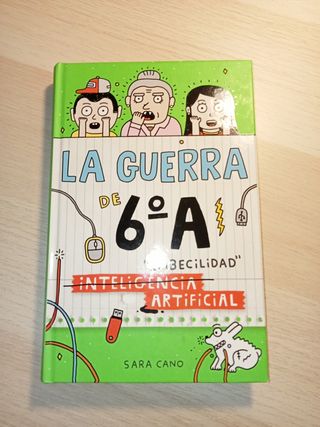 LA GUERRA
DE
6ºA
IMBECILIDAD"
INTELIGENCIA
ARTIFICIAL
SARA CANO